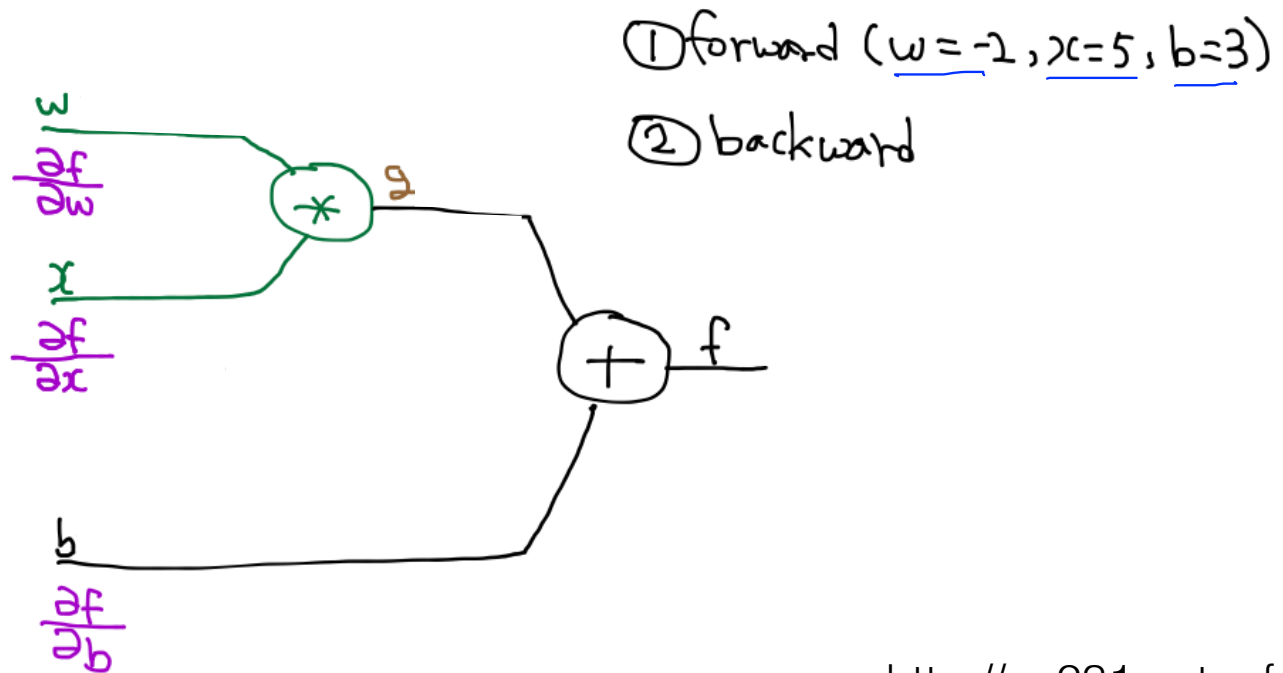 ① forward (w = -2, x=5, b=3)
② backward
w
∂f
∂w
*
g
x
∂f
∂x
+
f
b
∂f
∂b